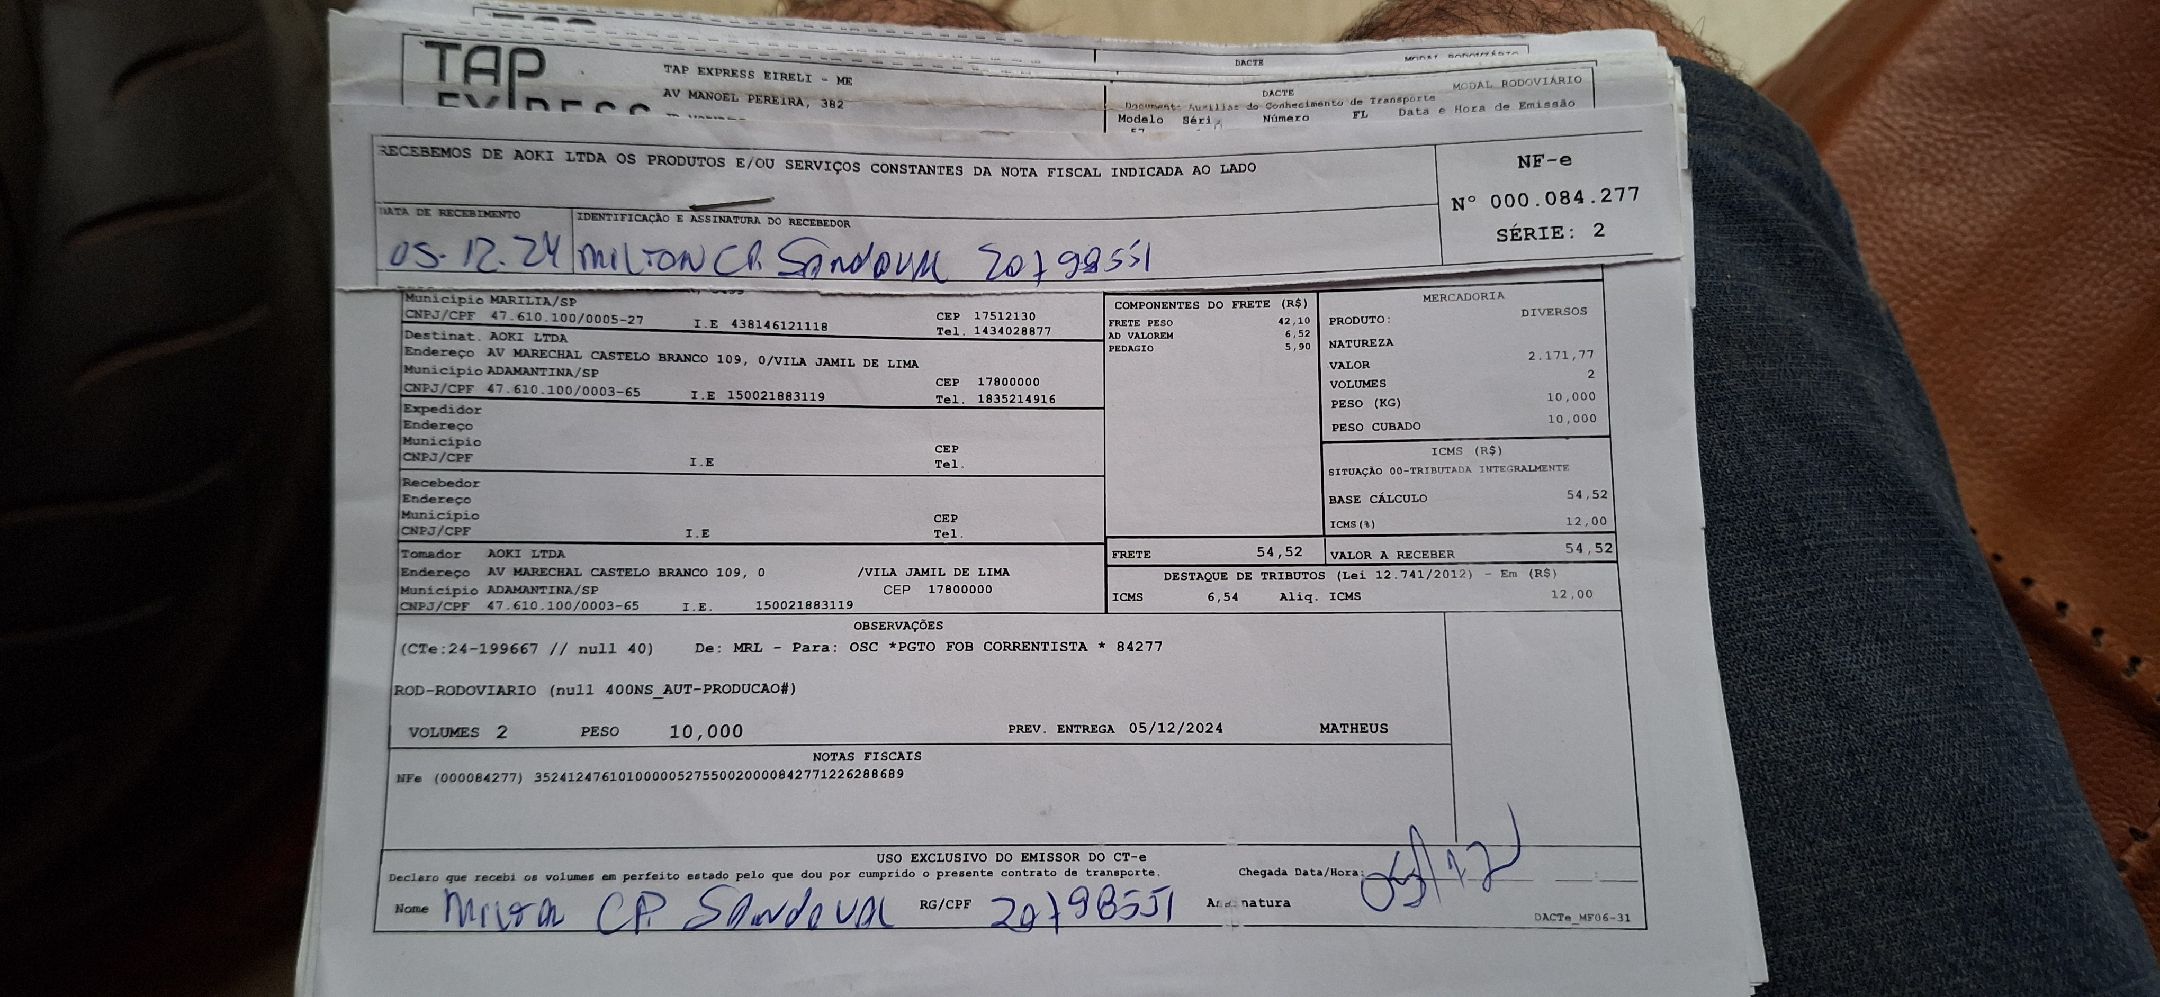 DACTE
TAP
TAP EXPRESS EIRELI - ME
AV MANOEL PEREIRA, 382
DACTE
MODAL RODOVIÁRIO
Documento Auxiliar do Conhecimento de Transporte
Modelo Série Número FL Data e Hora de Emissão
RECEBEMOS DE AOKI LTDA OS PRODUTOS E/OU SERVIÇOS CONSTANTES DA NOTA FISCAL INDICADA AO LADO
NF-e
Nº 000.084.277
SÉRIE: 2
DATA DE RECEBIMENTO
IDENTIFICAÇÃO E ASSINATURA DO RECEBEDOR
05.12.24 MILTON CR Sandoval 20798551
Município MARILIA/SP
CNPJ/CPF 47.610.100/0005-27 I.E 438146121118 CEP 17512130
Tel. 1434028877
Destinat. AOKI LTDA
Endereço AV MARECHAL CASTELO BRANCO 109, 0/VILA JAMIL DE LIMA
Município ADAMANTINA/SP CEP 17800000
CNPJ/CPF 47.610.100/0003-65 I.E 150021883119 Tel. 1835214916
Expedidor
Endereço
Município CEP
CNPJ/CPF I.E Tel.
Recebedor
Endereço
Município CEP
CNPJ/CPF I.E Tel.
Tomador AOKI LTDA
Endereço AV MARECHAL CASTELO BRANCO 109, 0 /VILA JAMIL DE LIMA
Município ADAMANTINA/SP CEP 17800000
CNPJ/CPF 47.610.100/0003-65 I.E. 150021883119
COMPONENTES DO FRETE (R$)
FRETE PESO 42,10
AD VALOREM 6,52
PEDAGIO 5,90
MERCADORIA
PRODUTO: DIVERSOS
NATUREZA
VALOR 2.171,77
VOLUMES 2
PESO (KG) 10,000
PESO CUBADO 10,000
ICMS (R$)
SITUAÇÃO 00-TRIBUTADA INTEGRALMENTE
BASE CÁLCULO 54,52
ICMS(%) 12,00
FRETE 54,52 VALOR A RECEBER 54,52
DESTAQUE DE TRIBUTOS (Lei 12.741/2012) - Em (R$)
ICMS 6,54 Aliq. ICMS 12,00
OBSERVAÇÕES
(CTe:24-199667 // null 40) De: MRL - Para: OSC *PGTO FOB CORRENTISTA * 84277
ROD-RODOVIARIO (null 400NS_AUT-PRODUCAO#)
VOLUMES 2 PESO 10,000 PREV. ENTREGA 05/12/2024 MATHEUS
NOTAS FISCAIS
NFe (000084277) 35241247610100000527550020000842771226288689
USO EXCLUSIVO DO EMISSOR DO CT-e
Declaro que recebi os volumes em perfeito estado pelo que dou por cumprido o presente contrato de transporte.
Chegada Data/Hora: 05/12
Nome Milton CR Sandoval RG/CPF 20798551 Assinatura
DACTe_MF06-31